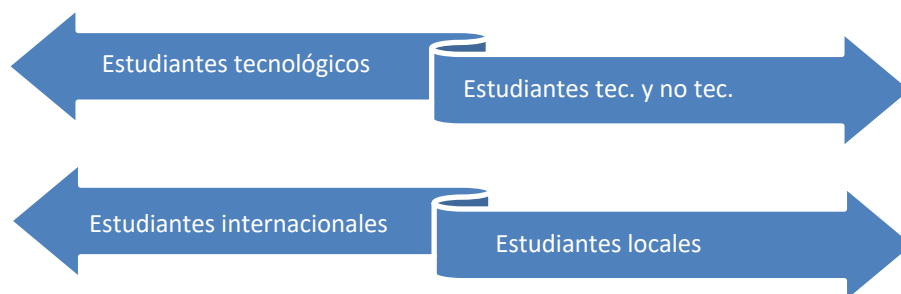 Estudiantes tecnológicos
Estudiantes tec. y no tec.
Estudiantes internacionales
Estudiantes locales